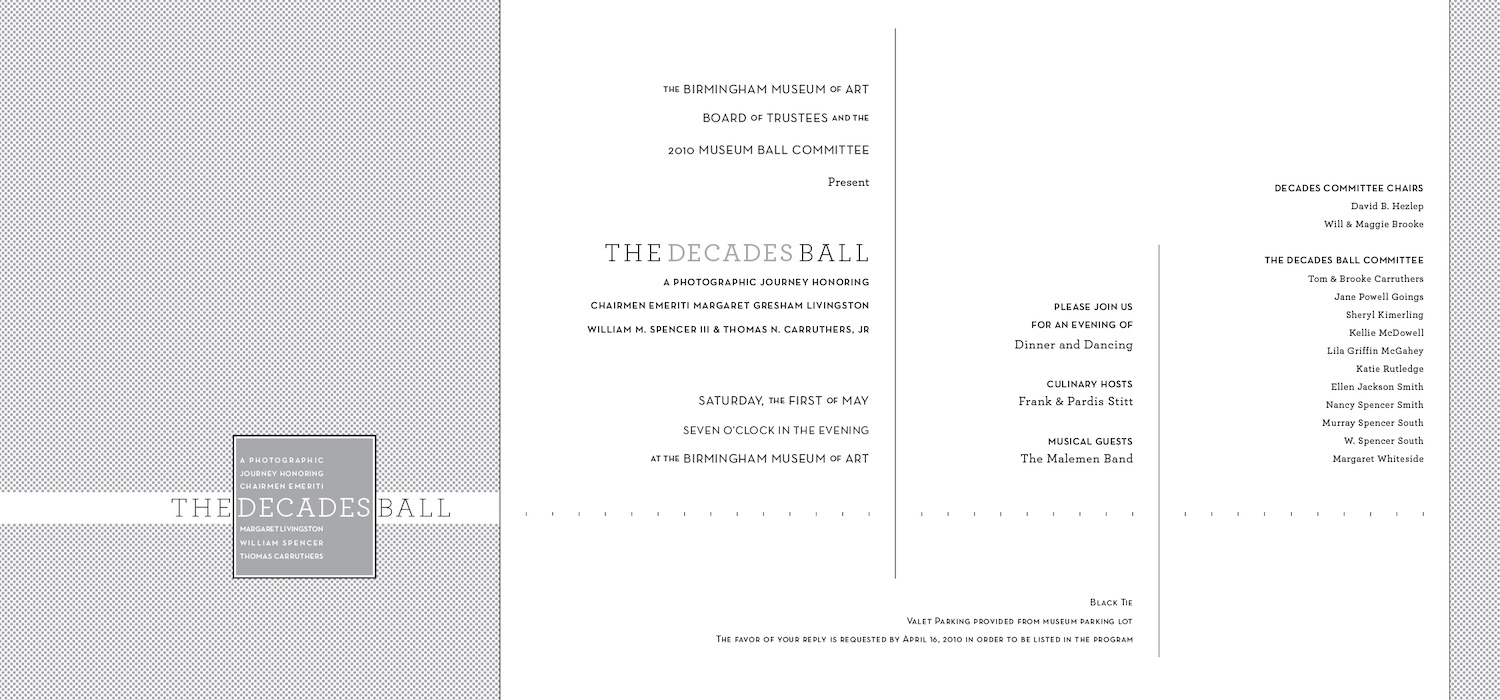 A PHOTOGRAPHIC
JOURNEY HONORING
CHAIRMEN EMERITI
THE DECADES BALL
MARGARET LIVINGSTON
WILLIAM SPENCER
THOMAS CARRUTHERS
THE BIRMINGHAM MUSEUM OF ART
BOARD OF TRUSTEES AND THE
2010 MUSEUM BALL COMMITTEE
Present
THE DECADES BALL
A PHOTOGRAPHIC JOURNEY HONORING
CHAIRMEN EMERITI MARGARET GRESHAM LIVINGSTON
WILLIAM M. SPENCER III & THOMAS N. CARRUTHERS, JR
SATURDAY, THE FIRST OF MAY
SEVEN O'CLOCK IN THE EVENING
AT THE BIRMINGHAM MUSEUM OF ART
PLEASE JOIN US
FOR AN EVENING OF
Dinner and Dancing
CULINARY HOSTS
Frank & Pardis Stitt
MUSICAL GUESTS
The Malemen Band
BLACK TIE
VALET PARKING PROVIDED FROM MUSEUM PARKING LOT
THE FAVOR OF YOUR REPLY IS REQUESTED BY APRIL 16, 2010 IN ORDER TO BE LISTED IN THE PROGRAM
DECADES COMMITTEE CHAIRS
David B. Hezlep
Will & Maggie Brooke
THE DECADES BALL COMMITTEE
Tom & Brooke Carruthers
Jane Powell Goings
Sheryl Kimerling
Kellie McDowell
Lila Griffin McGahey
Katie Rutledge
Ellen Jackson Smith
Nancy Spencer Smith
Murray Spencer South
W. Spencer South
Margaret Whiteside